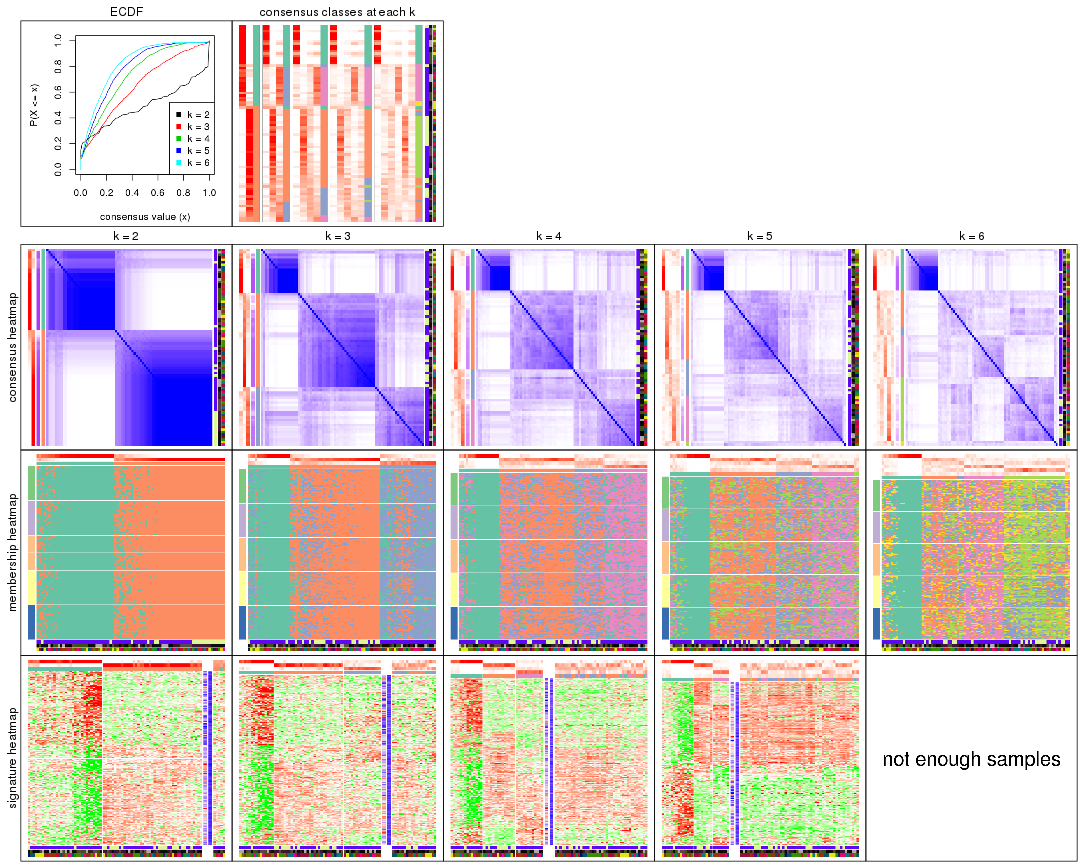 ECDF
consensus classes at each k
P(X <= x)
0.0 0.2 0.4 0.6 0.8 1.0
k = 2
k = 3
k = 4
k = 5
k = 6
0.0 0.2 0.4 0.6 0.8 1.0
consensus value (x)
k = 2
k = 3
k = 4
k = 5
k = 6
consensus heatmap
membership heatmap
signature heatmap
not enough samples